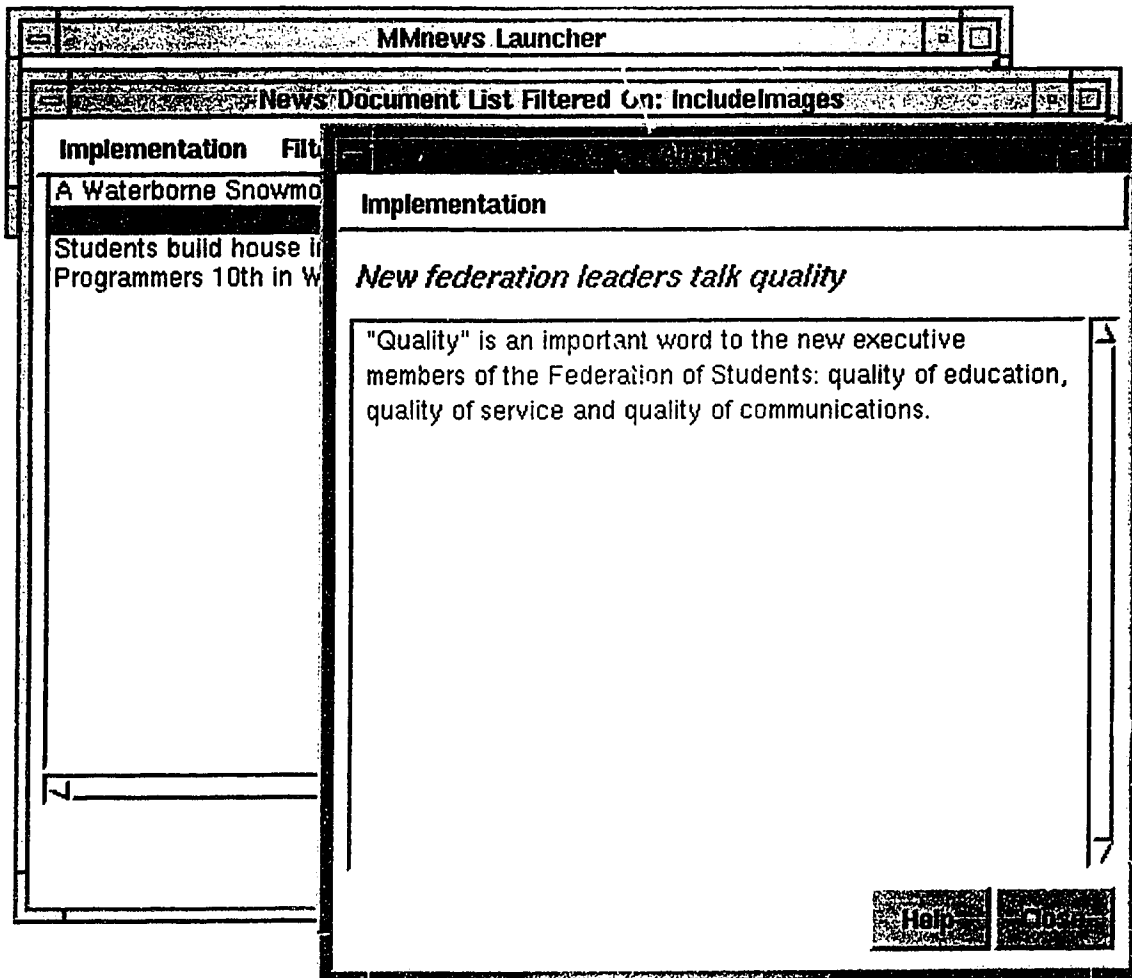 MMnews Launcher
News Document List Filtered On: IncludeImages
Implementation
A Waterborne Snowmo
Students build house in
Programmers 10th in W
Implementation
New federation leaders talk quality
"Quality" is an important word to the new executive
members of the Federation of Students: quality of education,
quality of service and quality of communications.
Help
Close